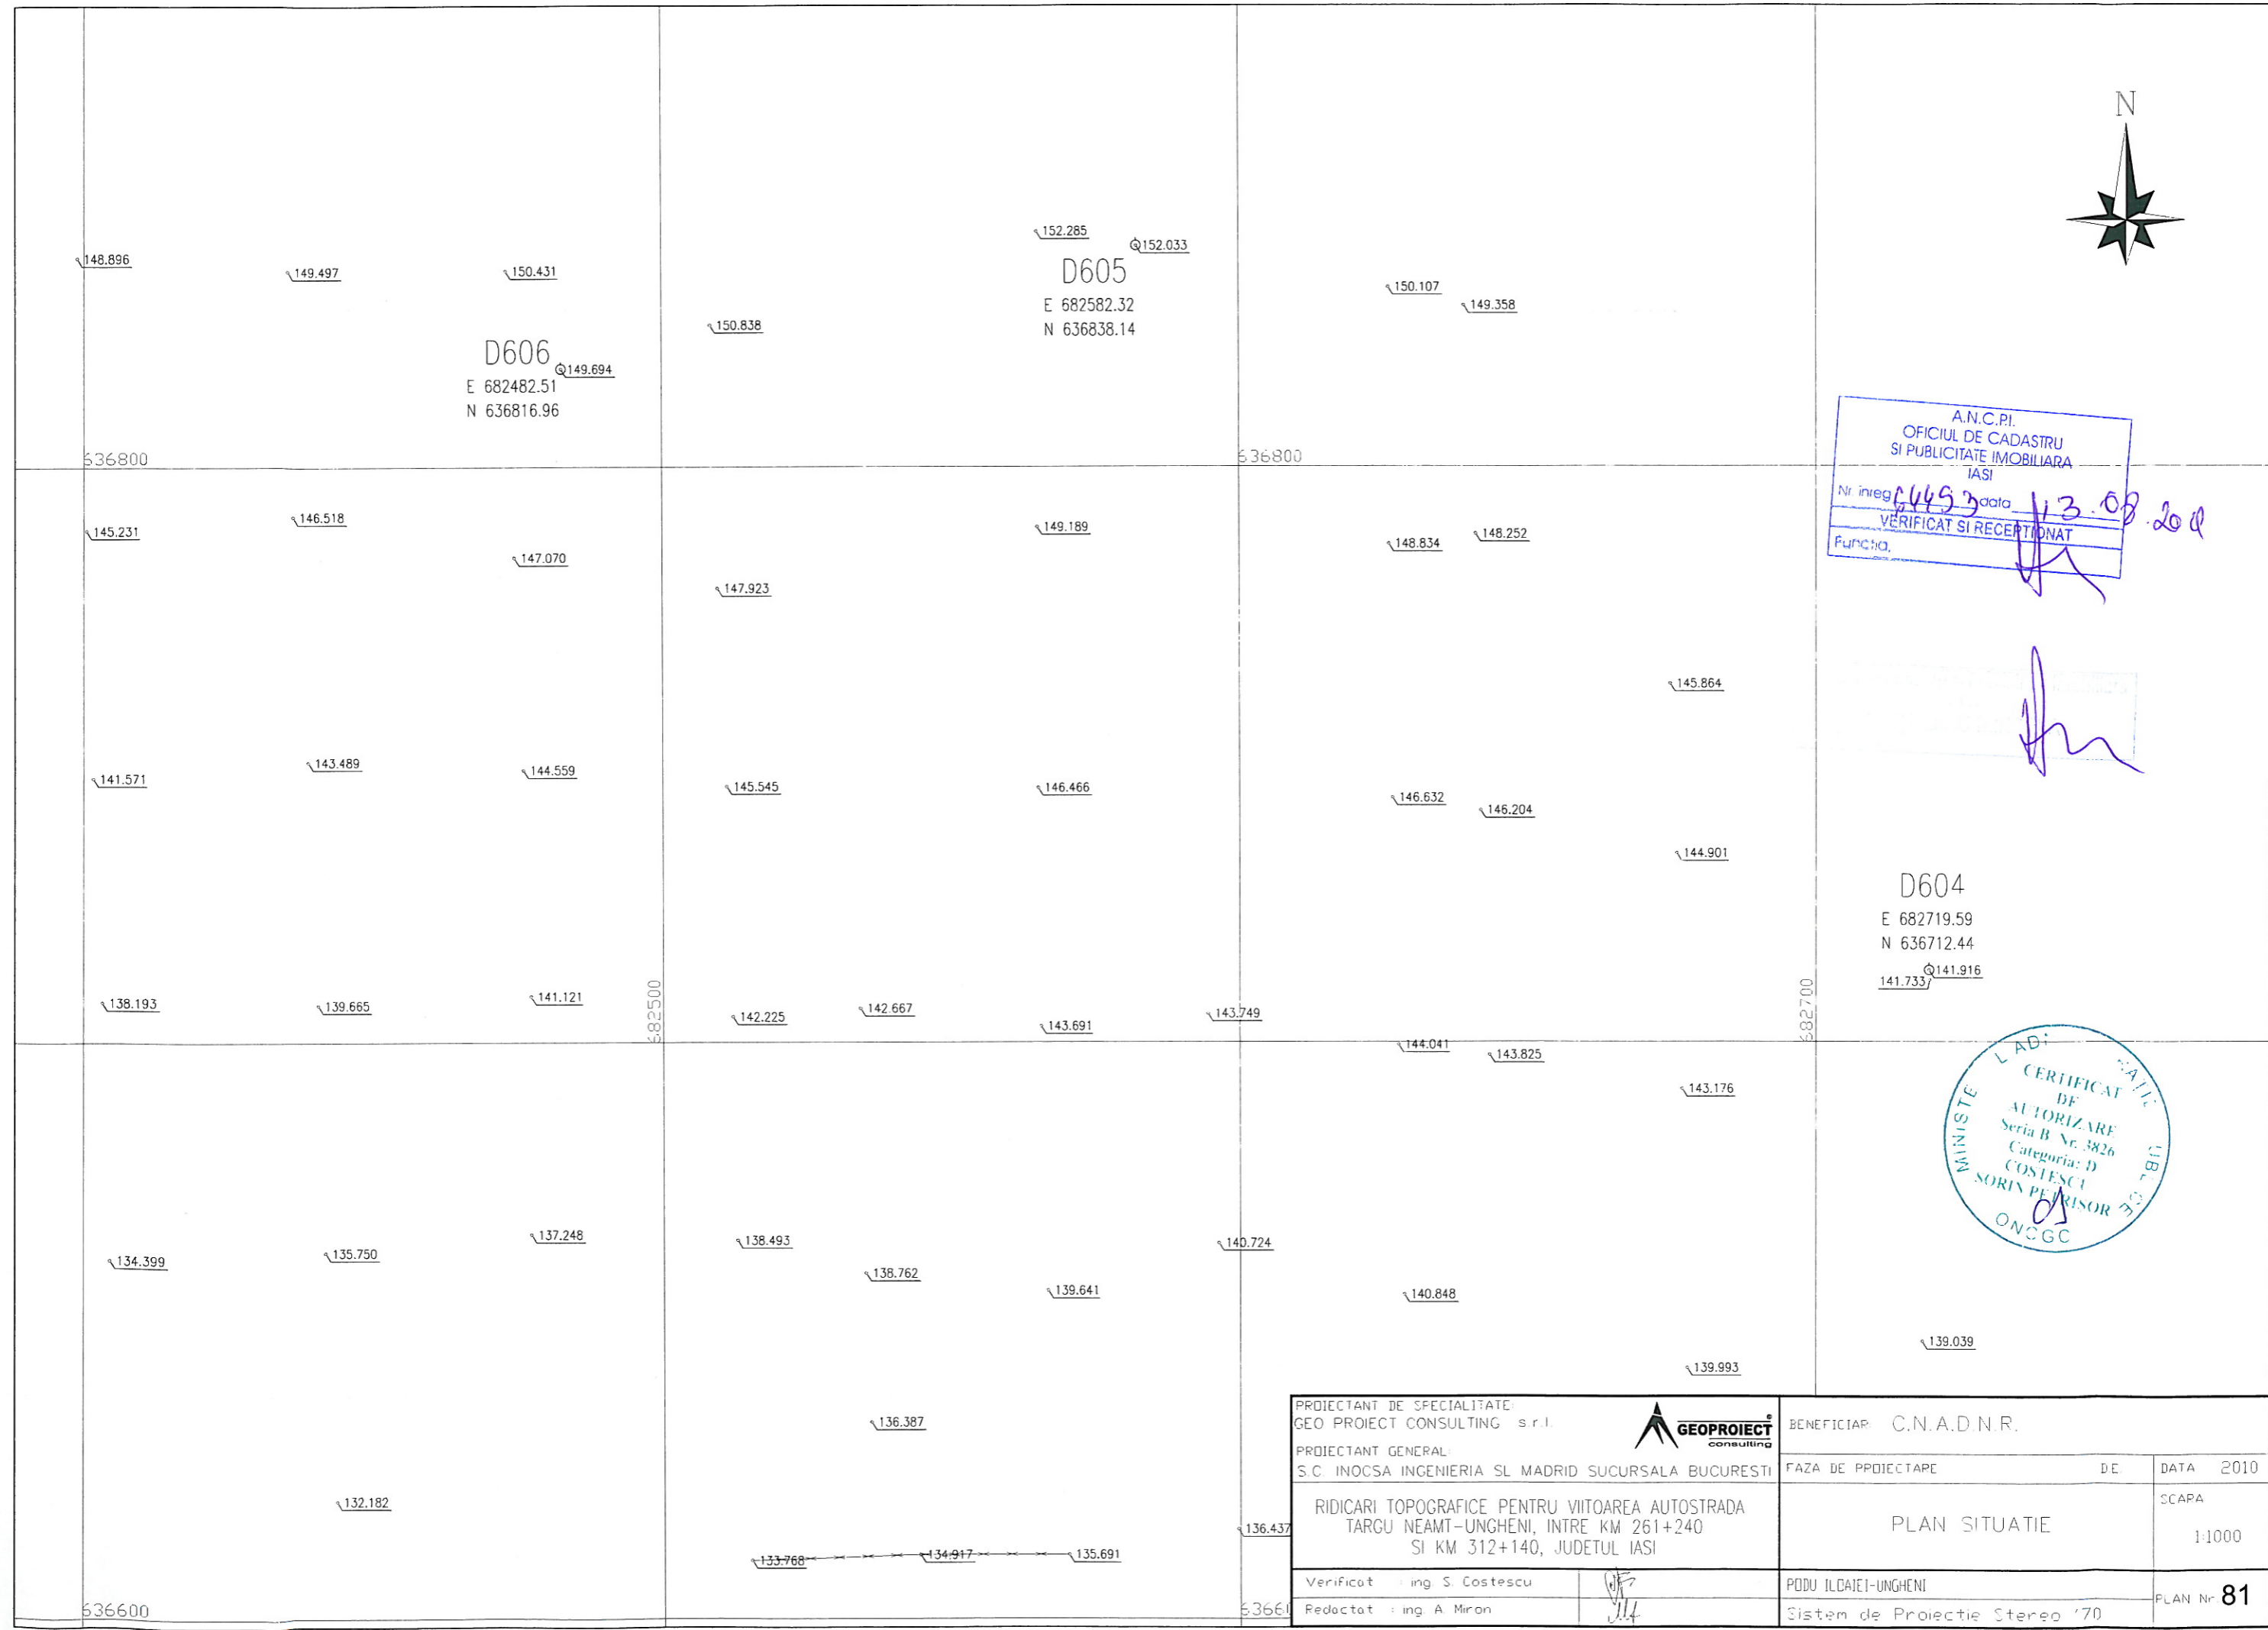 N
152.285
152.033
148.896
149.497
150.431
D605
E 682582.32
N 636838.14
150.107
149.358
150.838
D606
149.694
E 682482.51
N 636816.96
A.N.C.P.I.
OFICIUL DE CADASTRU
SI PUBLICITATE IMOBILIARA
IASI
Nr. inreg data 13.08.
VERIFICAT SI RECEPTIONAT
Functia,
636800
636800
145.231
146.518
147.070
147.923
149.189
148.834
148.252
145.864
141.571
143.489
144.559
145.545
146.466
146.632
146.204
144.901
D604
E 682719.59
N 636712.44
141.916
141.733
138.193
139.665
141.121
682500
142.225
142.667
143.691
143.749
682700
144.041
143.825
143.176
CERTIFICAT
DE
AUTORIZARE
Seria B Nr. 3826
Categoria: D
COSTESCU
SORIN PETRISOR
MINISTE
ONCGC
134.399
135.750
137.248
138.493
138.762
139.641
140.724
140.848
139.039
139.993
136.387
132.182
133.768
134.917
135.691
136.437
636600
6366
PROIECTANT DE SPECIALITATE:
GEO PROIECT CONSULTING s.r.l.
GEOPROIECT
consulting
PROIECTANT GENERAL:
S.C. INOCSA INGENIERIA SL MADRID SUCURSALA BUCURESTI
BENEFICIAR: C.N.A.D.N.R.
FAZA DE PROIECTARE D.E.
DATA 2010
RIDICARI TOPOGRAFICE PENTRU VIITOAREA AUTOSTRADA
TARGU NEAMT-UNGHENI, INTRE KM 261+240
SI KM 312+140, JUDETUL IASI
PLAN SITUATIE
SCARA
1:1000
Verificat : ing. S. Costescu
Redactat : ing. A. Miron
PODU ILOAIEI-UNGHENI
Sistem de Proiectie Stereo '70
PLAN Nr. 81